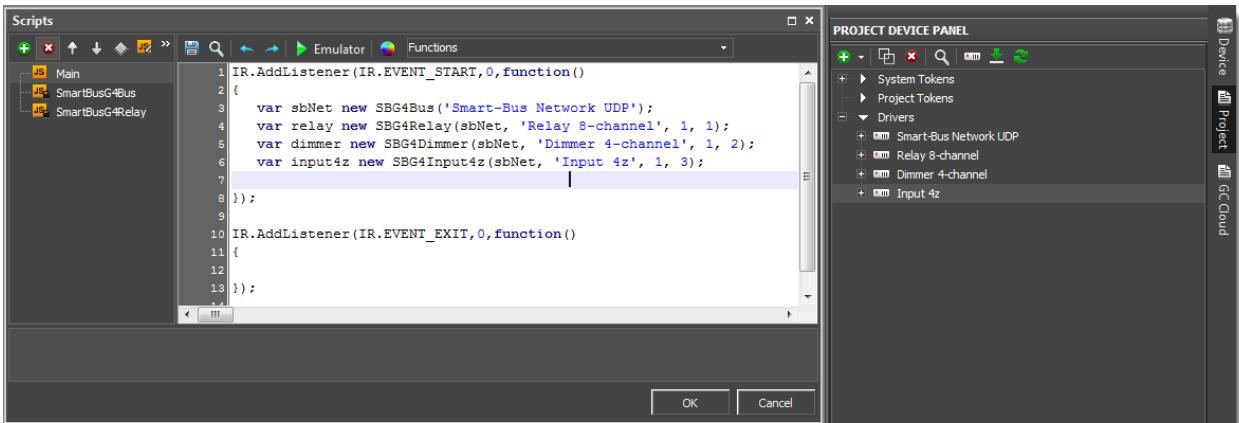 Scripts
Emulator
Functions
JS Main
JS SmartBusG4Bus
JS SmartBusG4Relay
1 IR.AddListener(IR.EVENT_START,0,function()
2 {
3 var sbNet new SBG4Bus('Smart-Bus Network UDP');
4 var relay new SBG4Relay(sbNet, 'Relay 8-channel', 1, 1);
5 var dimmer new SBG4Dimmer(sbNet, 'Dimmer 4-channel', 1, 2);
6 var input4z new SBG4Input4z(sbNet, 'Input 4z', 1, 3);
7
8 });
9
10 IR.AddListener(IR.EVENT_EXIT,0,function()
11 {
12
13 });
14
OK
Cancel
PROJECT DEVICE PANEL
System Tokens
Project Tokens
Drivers
Smart-Bus Network UDP
Relay 8-channel
Dimmer 4-channel
Input 4z
Device
Project
GC Cloud